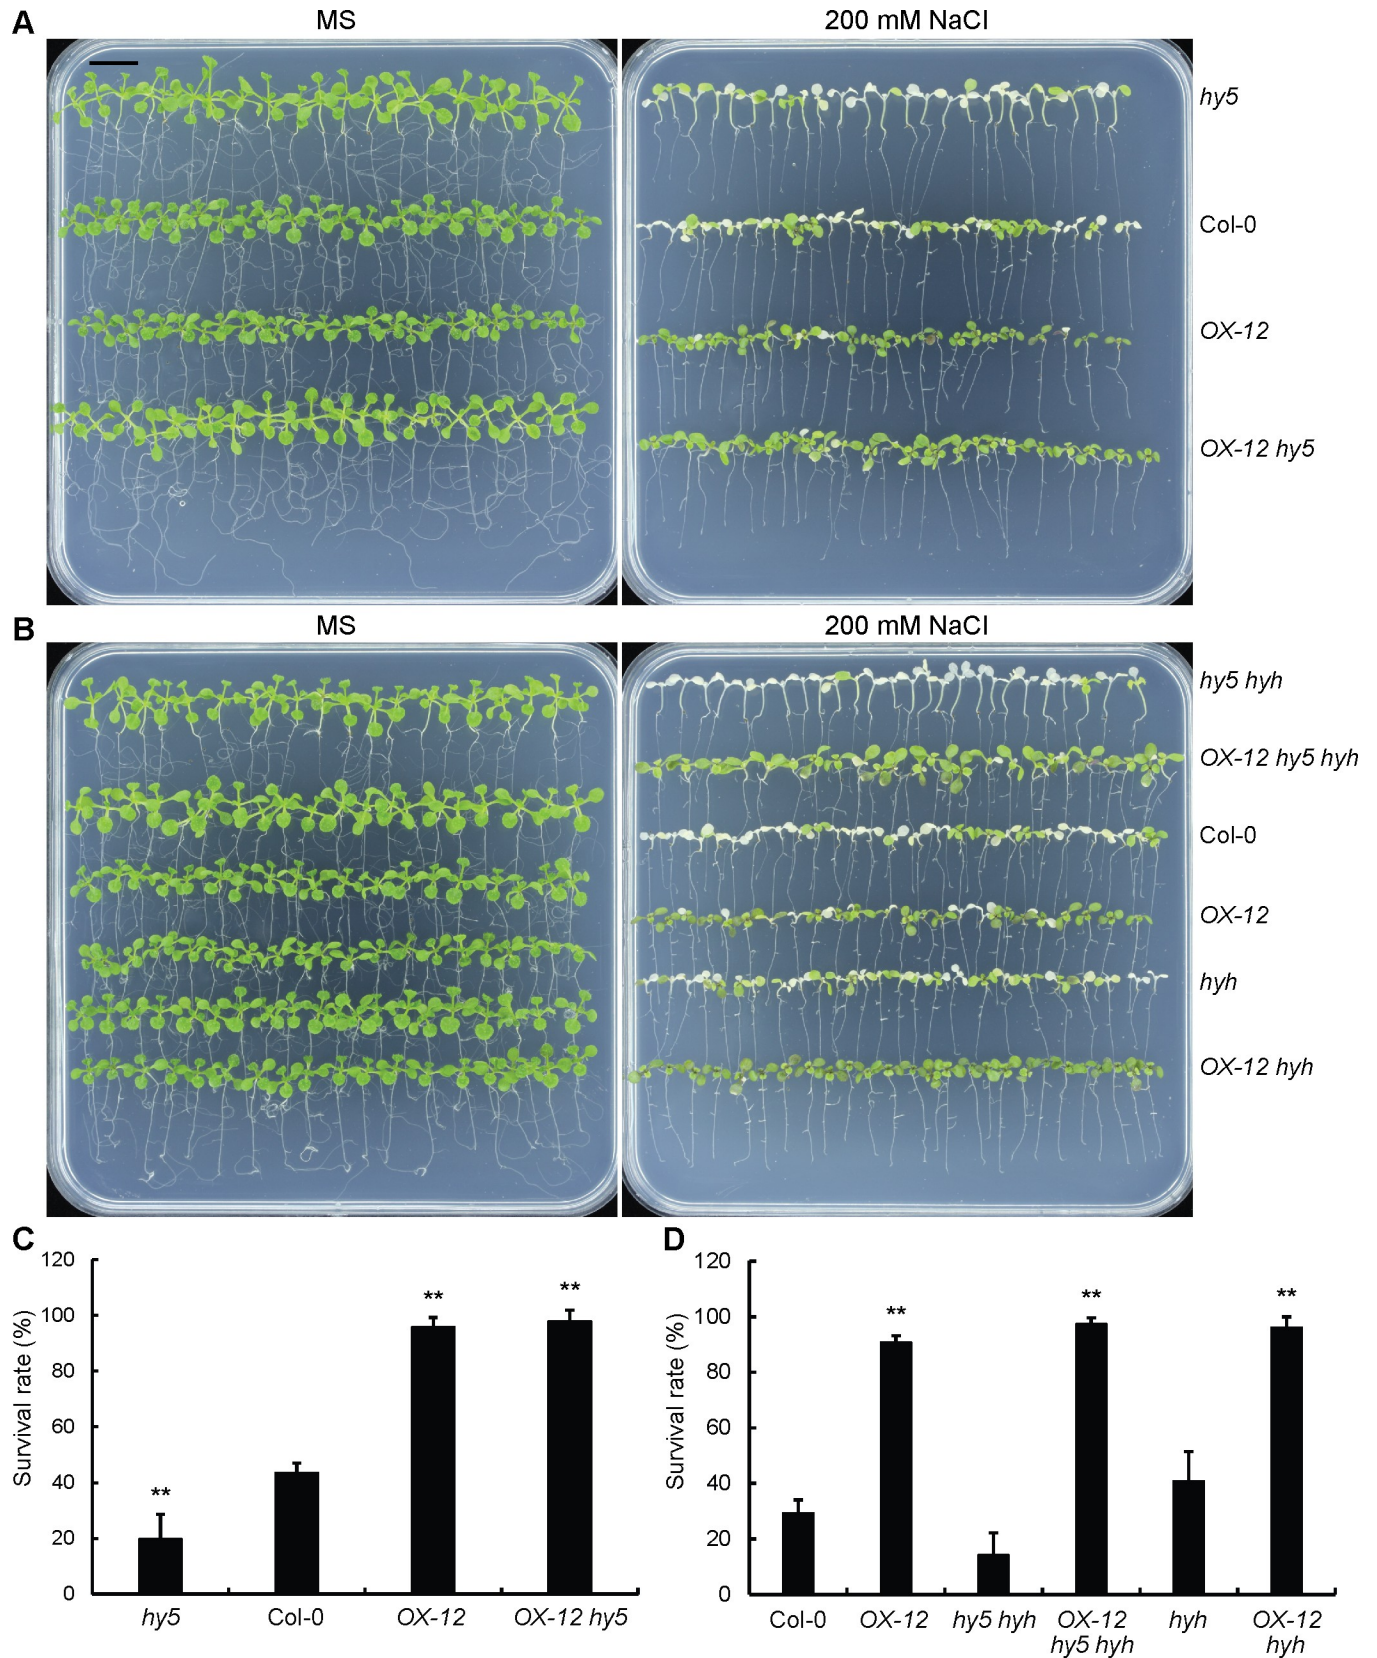 A
MS
200 mM NaCl
hy5
Col-0
OX-12
OX-12 hy5
B
MS
200 mM NaCl
hy5 hyh
OX-12 hy5 hyh
Col-0
OX-12
hyh
OX-12 hyh
C
Survival rate (%)
120
100
80
60
40
20
0
**
**
**
hy5
Col-0
OX-12
OX-12 hy5
D
Survival rate (%)
120
100
80
60
40
20
0
**
**
**
Col-0
OX-12
hy5 hyh
OX-12
hy5 hyh
hyh
OX-12
hyh